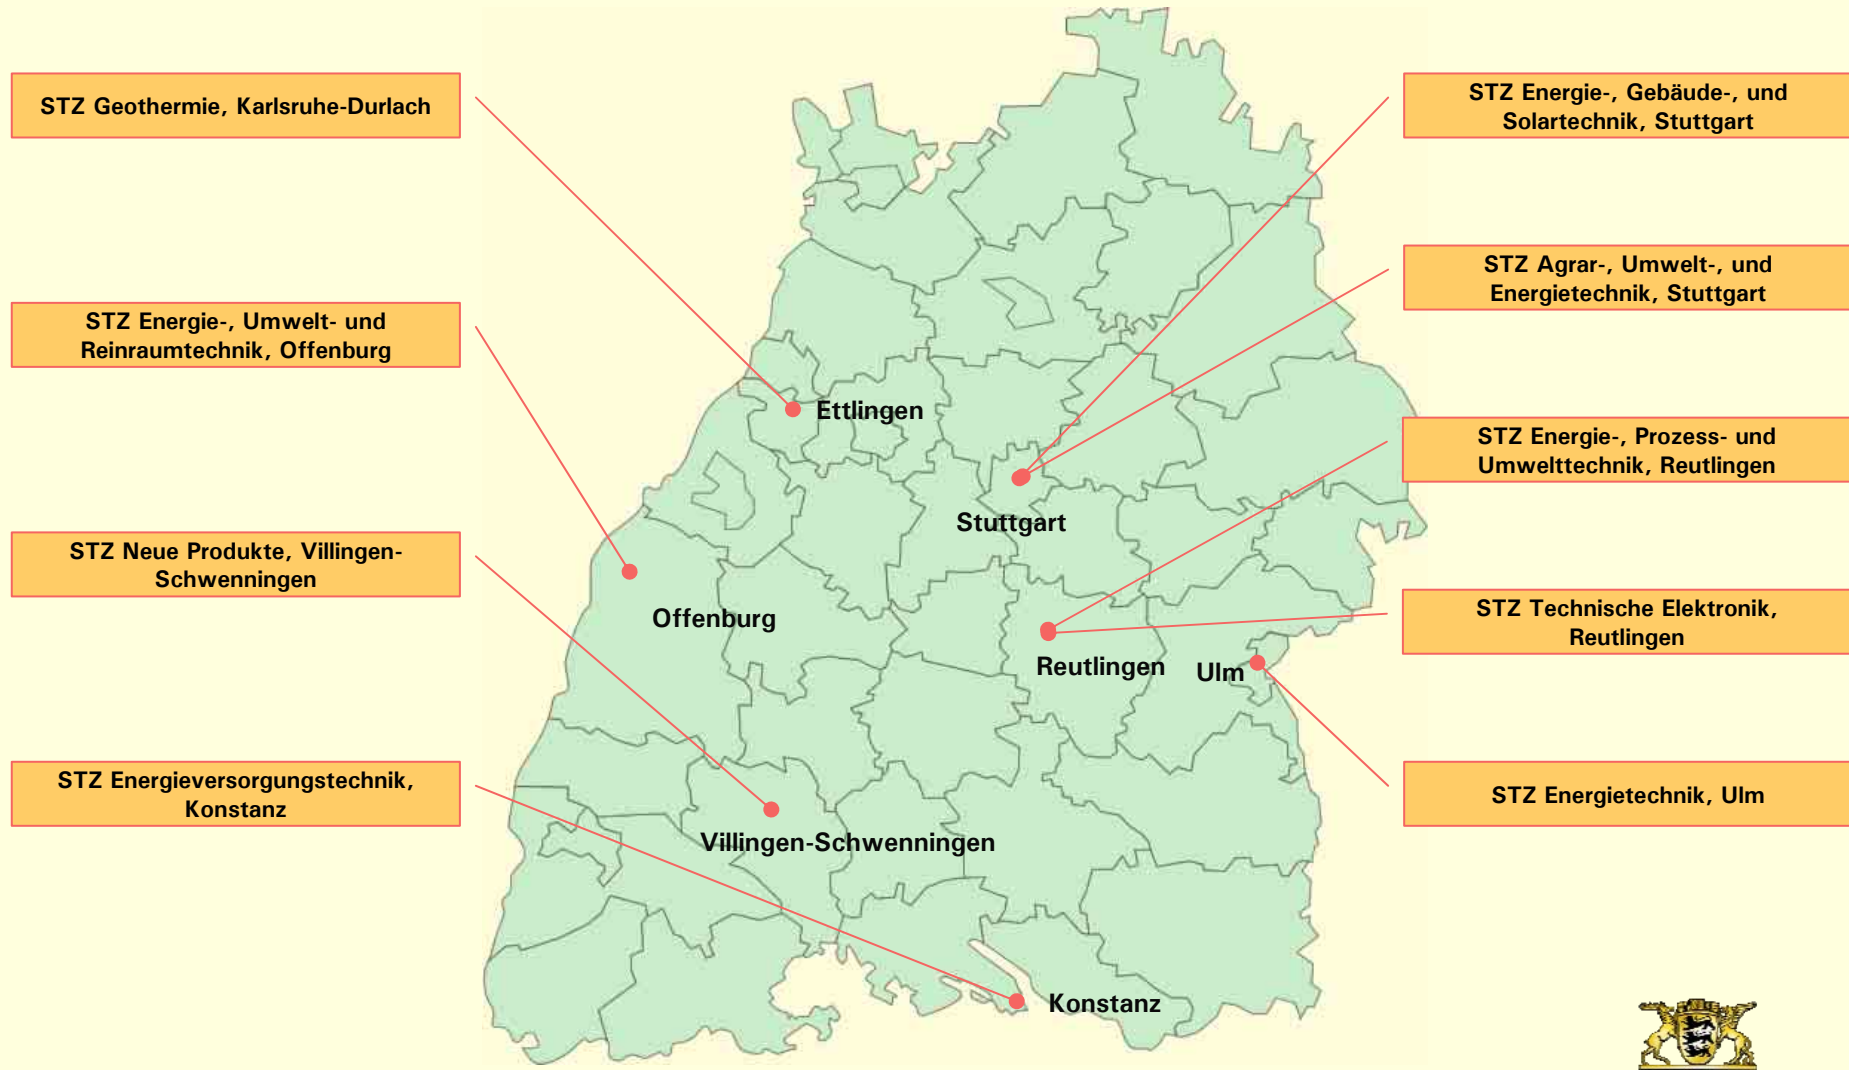 STZ Geothermie, Karlsruhe-Durlach
STZ Energie-, Umwelt- und
Reinraumtechnik, Offenburg
STZ Neue Produkte, Villingen-
Schwenningen
STZ Energieversorgungstechnik,
Konstanz
Ettlingen
Stuttgart
Offenburg
Reutlingen
Ulm
Villingen-Schwenningen
Konstanz
STZ Energie-, Gebäude-, und
Solartechnik, Stuttgart
STZ Agrar-, Umwelt-, und
Energietechnik, Stuttgart
STZ Energie-, Prozess- und
Umwelttechnik, Reutlingen
STZ Technische Elektronik,
Reutlingen
STZ Energietechnik, Ulm